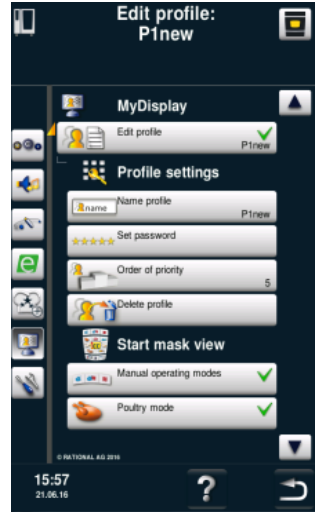 Edit profile:
P1new
MyDisplay
Edit profile
P1new
Profile settings
name
Name profile
P1new
Set password
Order of priority
5
Delete profile
Start mask view
Manual operating modes
Poultry mode
© RATIONAL AG 2016
15:57
21.06.16
?